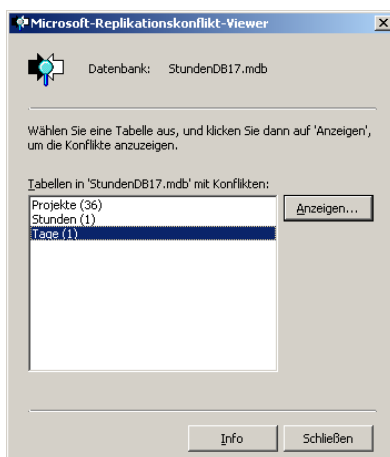 Microsoft-Replikationskonflikt-Viewer
Datenbank: StundenDB17.mdb
Wählen Sie eine Tabelle aus, und klicken Sie dann auf 'Anzeigen',
um die Konflikte anzuzeigen.
Tabellen in 'StundenDB17.mdb' mit Konflikten:
Projekte (36)
Stunden (1)
Tage (1)
Anzeigen...
Info
Schließen